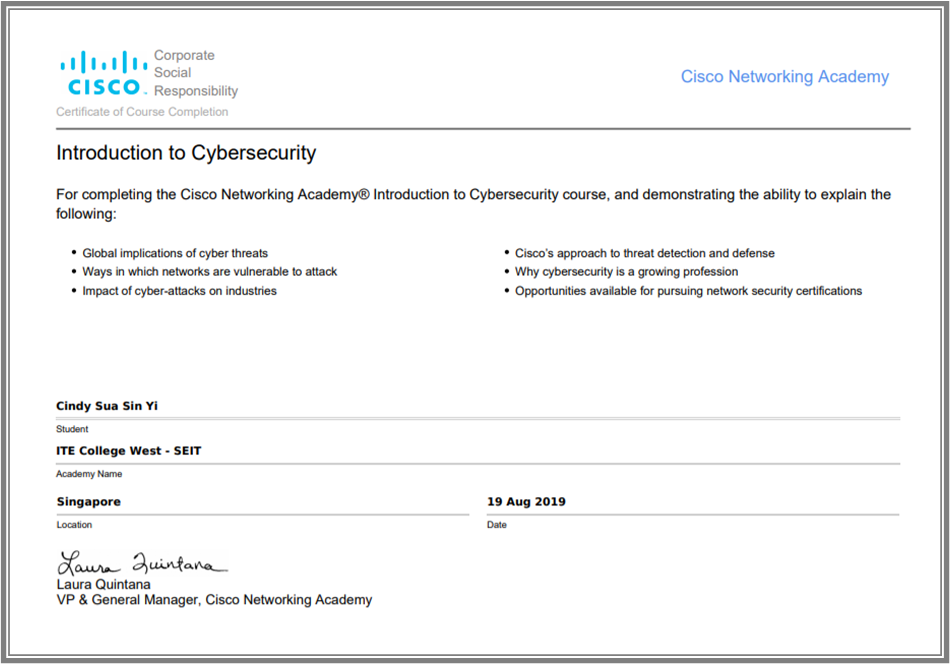 Corporate
Social
CISCO Responsibility
Cisco Networking Academy
Certificate of Course Completion
Introduction to Cybersecurity
For completing the Cisco Networking Academy® Introduction to Cybersecurity course, and demonstrating the ability to explain the
following:
• Global implications of cyber threats
• Ways in which networks are vulnerable to attack
• Impact of cyber-attacks on industries
• Cisco's approach to threat detection and defense
• Why cybersecurity is a growing profession
• Opportunities available for pursuing network security certifications
Cindy Sua Sin Yi
Student
ITE College West - SEIT
Academy Name
Singapore
Location
19 Aug 2019
Date
Laura Quintana
Laura Quintana
VP & General Manager, Cisco Networking Academy